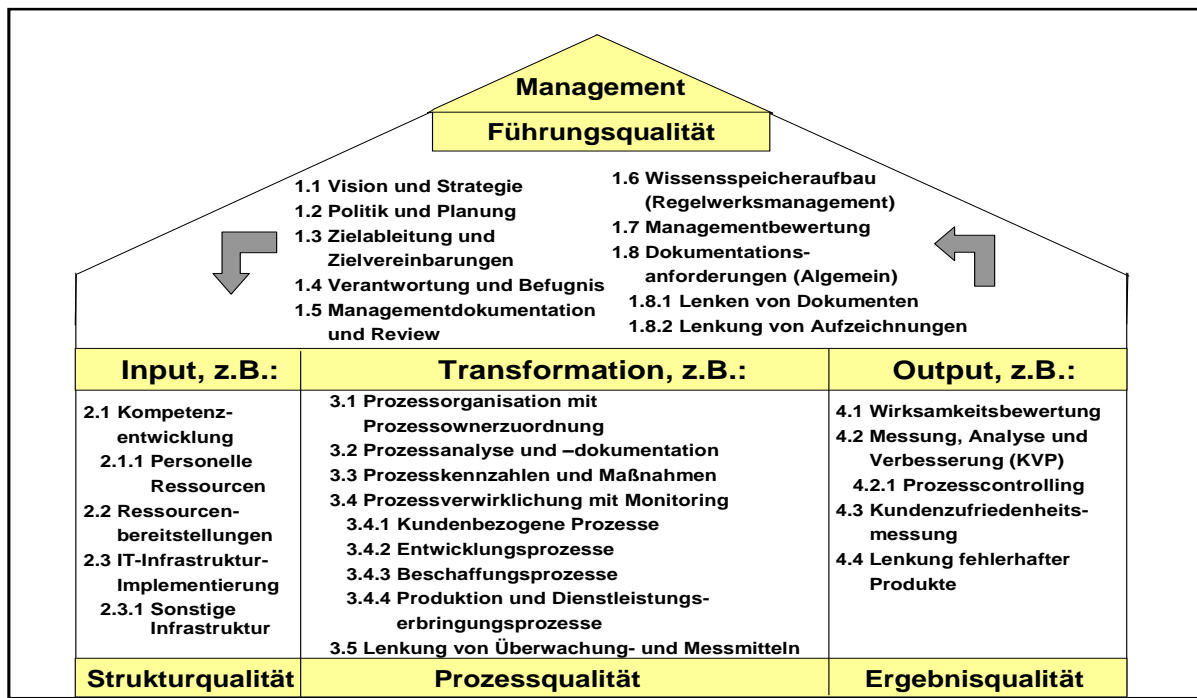 Management
Führungsqualität
1.1 Vision und Strategie
1.2 Politik und Planung
1.3 Zielableitung und
Zielvereinbarungen
1.4 Verantwortung und Befugnis
1.5 Managementdokumentation
und Review
1.6 Wissensspeicheraufbau
(Regelwerksmanagement)
1.7 Managementbewertung
1.8 Dokumentations-
anforderungen (Algemein)
1.8.1 Lenken von Dokumenten
1.8.2 Lenkung von Aufzeichnungen
Input, z.B.:
2.1 Kompetenz-
entwicklung
2.1.1 Personelle
Ressourcen
2.2 Ressourcen-
bereitstellungen
2.3 IT-Infrastruktur-
Implementierung
2.3.1 Sonstige
Infrastruktur
Strukturqualität
Transformation, z.B.:
3.1 Prozessorganisation mit
Prozessownerzuordnung
3.2 Prozessanalyse und –dokumentation
3.3 Prozesskennzahlen und Maßnahmen
3.4 Prozessverwirklichung mit Monitoring
3.4.1 Kundenbezogene Prozesse
3.4.2 Entwicklungsprozesse
3.4.3 Beschaffungsprozesse
3.4.4 Produktion und Dienstleistungs-
erbringungsprozesse
3.5 Lenkung von Überwachung- und Messmitteln
Prozessqualität
Output, z.B.:
4.1 Wirksamkeitsbewertung
4.2 Messung, Analyse und
Verbesserung (KVP)
4.2.1 Prozesscontrolling
4.3 Kundenzufriedenheits-
messung
4.4 Lenkung fehlerhafter
Produkte
Ergebnisqualität